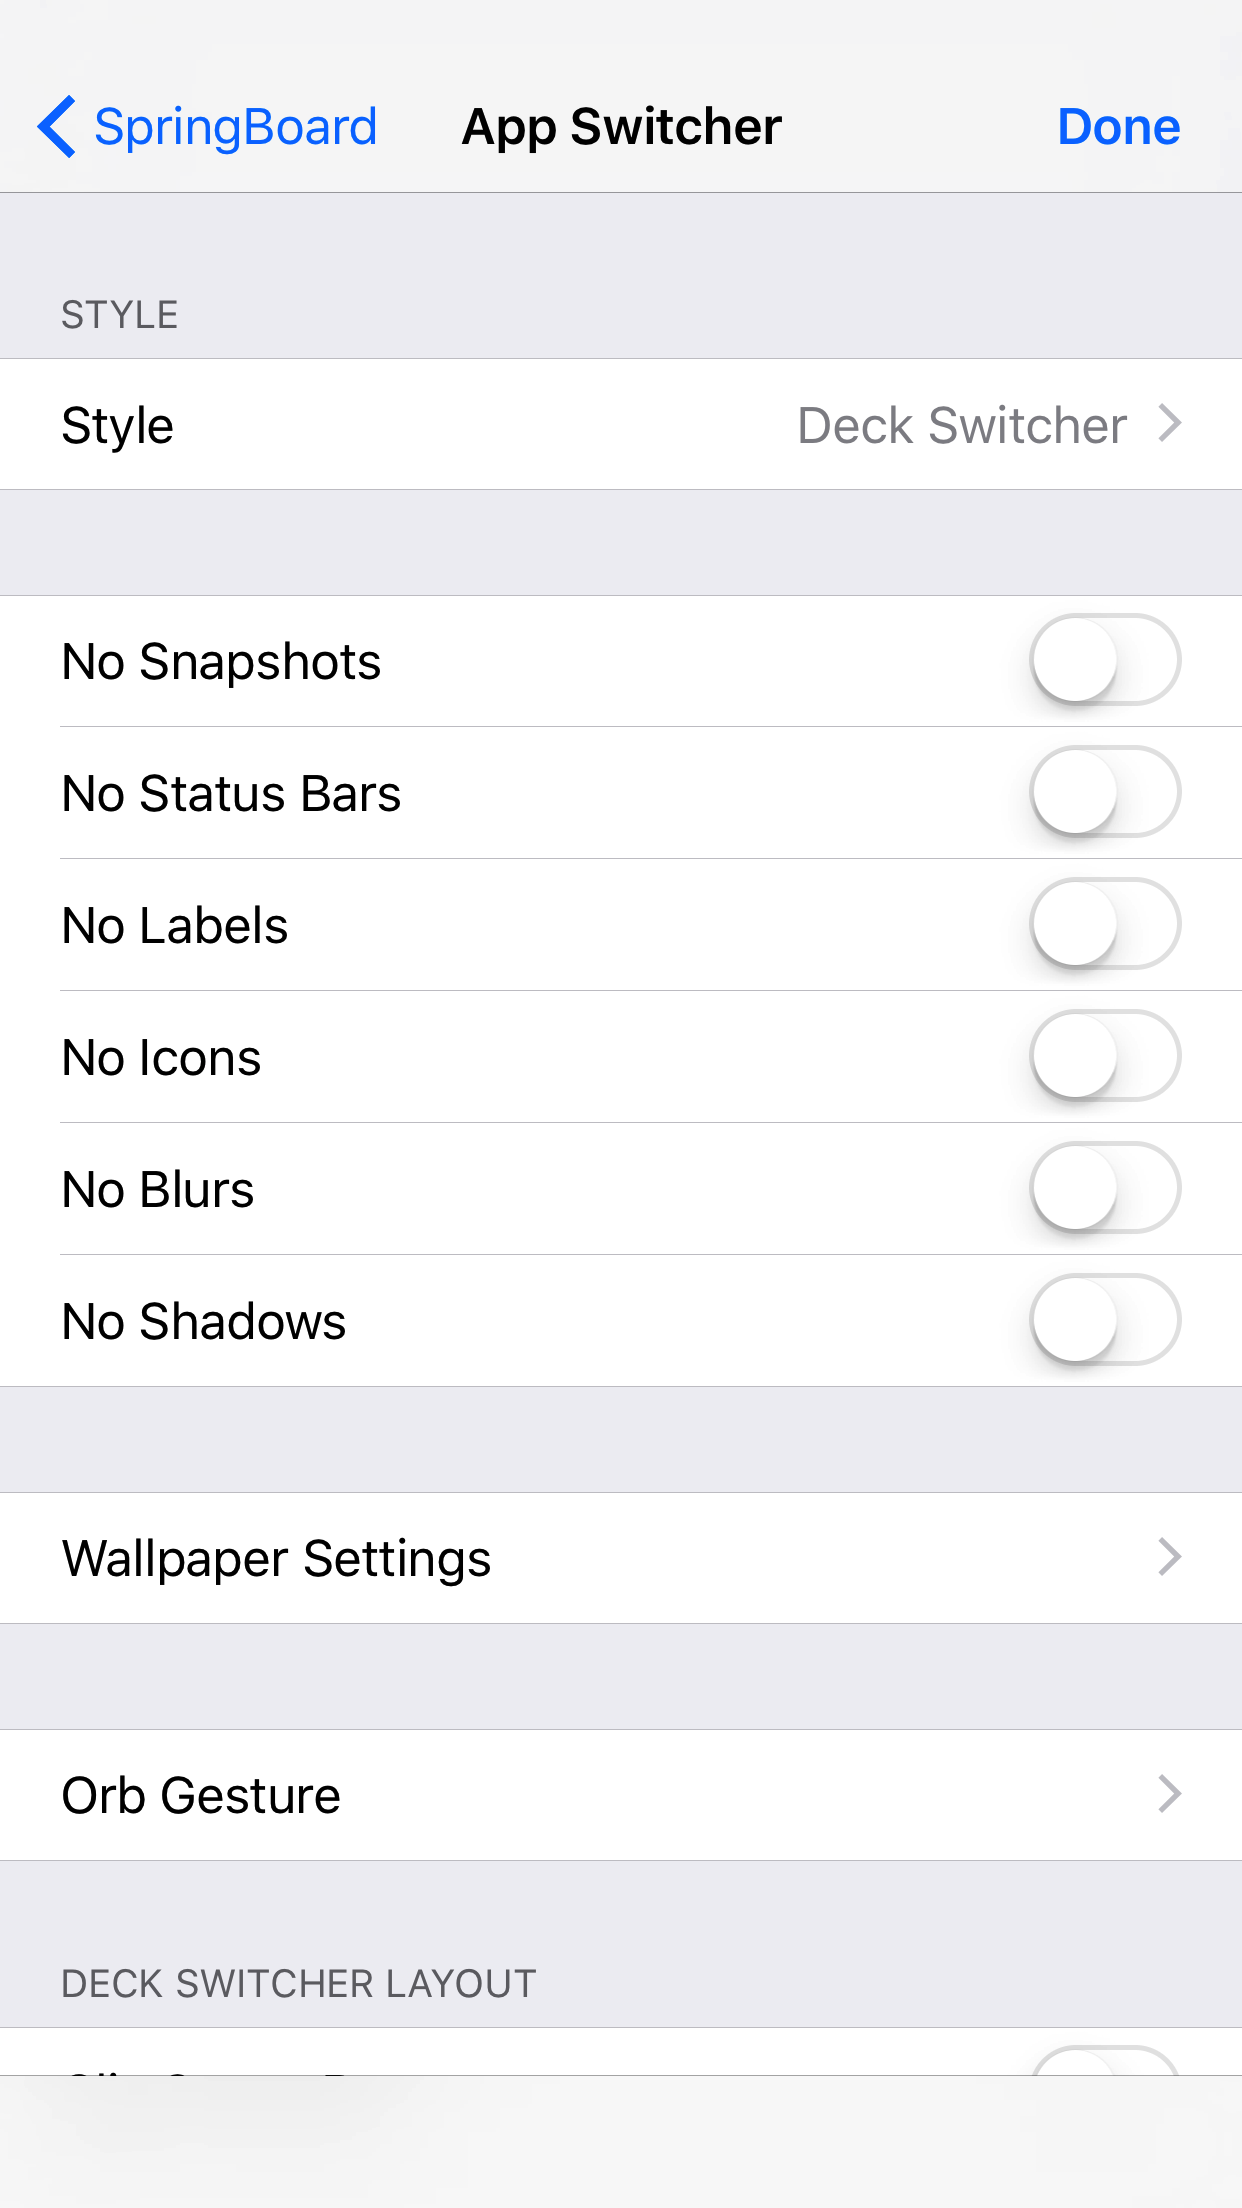 SpringBoard
App Switcher
Done
STYLE
Style
Deck Switcher
No Snapshots
No Status Bars
No Labels
No Icons
No Blurs
No Shadows
Wallpaper Settings
Orb Gesture
DECK SWITCHER LAYOUT